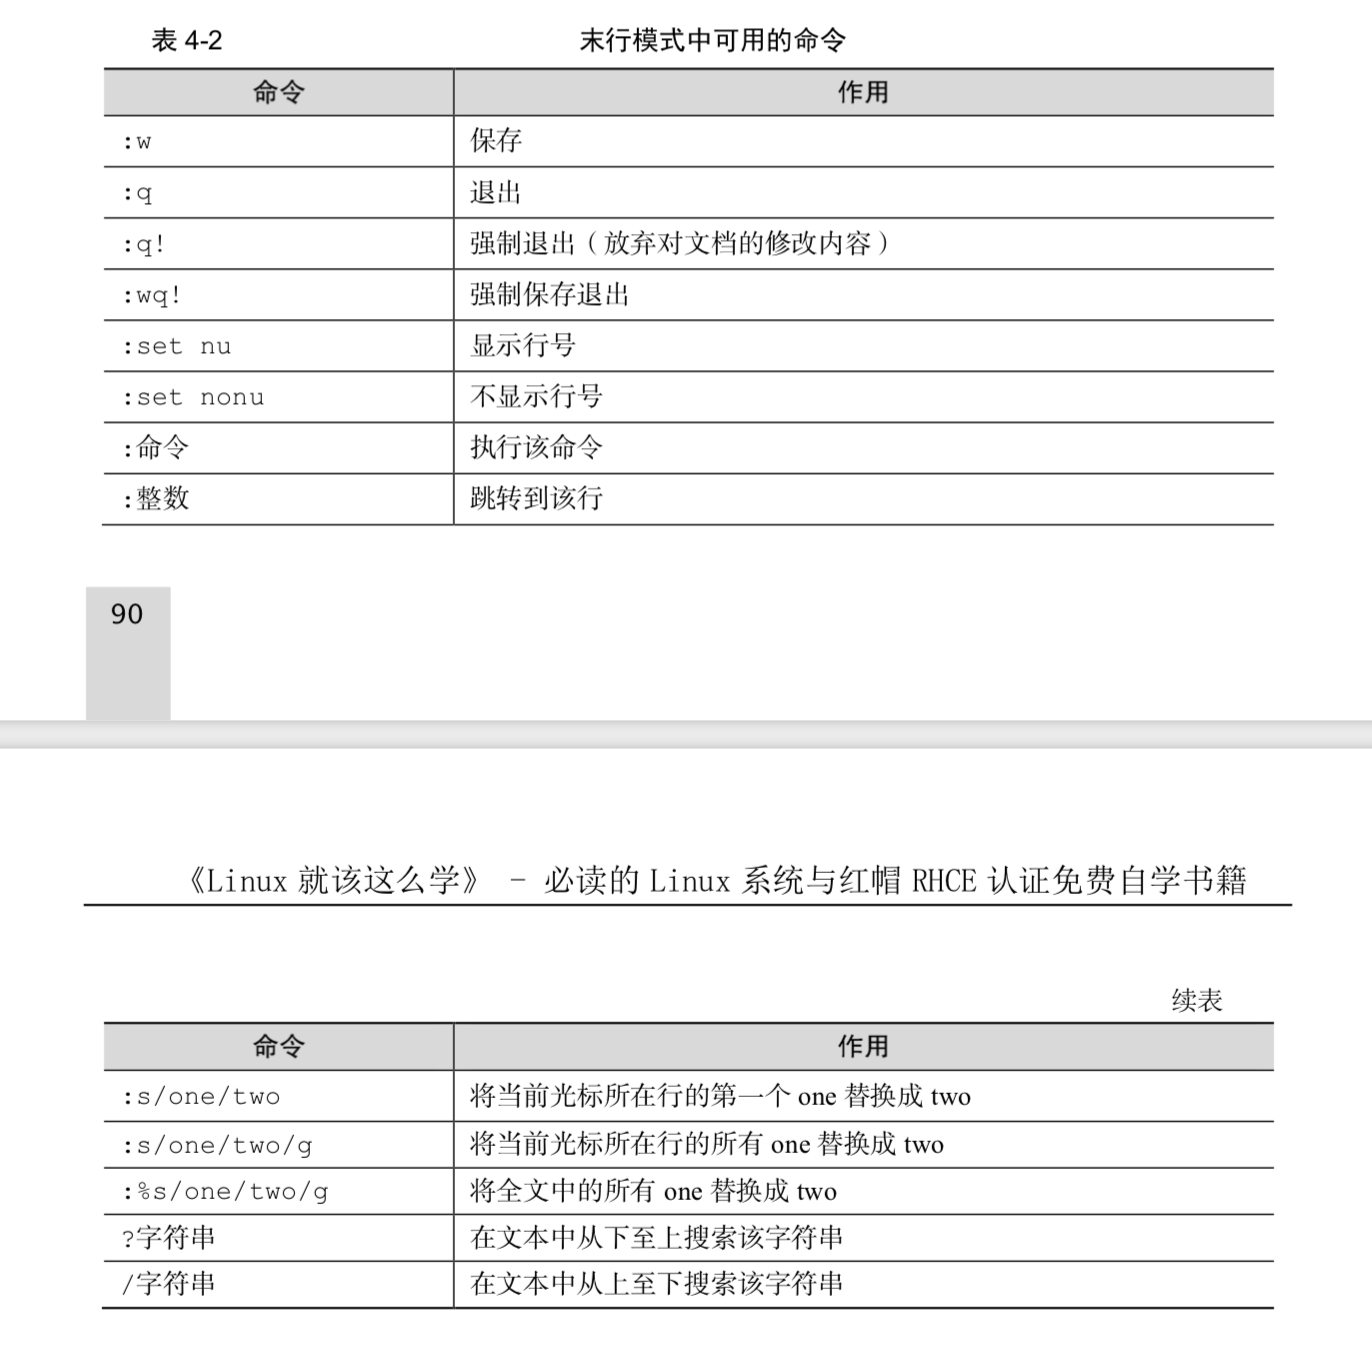 表 4-2 末行模式中可用的命令
命令 作用
:w 保存
:q 退出
:q! 强制退出（放弃对文档的修改内容）
:wq! 强制保存退出
:set nu 显示行号
:set nonu 不显示行号
:命令 执行该命令
:整数 跳转到该行
90
《Linux 就该这么学》 - 必读的 Linux 系统与红帽 RHCE 认证免费自学书籍
续表
命令 作用
:s/one/two 将当前光标所在行的第一个 one 替换成 two
:s/one/two/g 将当前光标所在行的所有 one 替换成 two
:%s/one/two/g 将全文中的所有 one 替换成 two
?字符串 在文本中从下至上搜索该字符串
/字符串 在文本中从上至下搜索该字符串